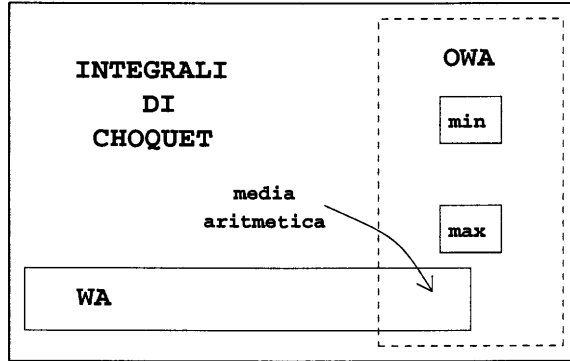 INTEGRALI
DI
CHOQUET
OWA
min
media
aritmetica
max
WA